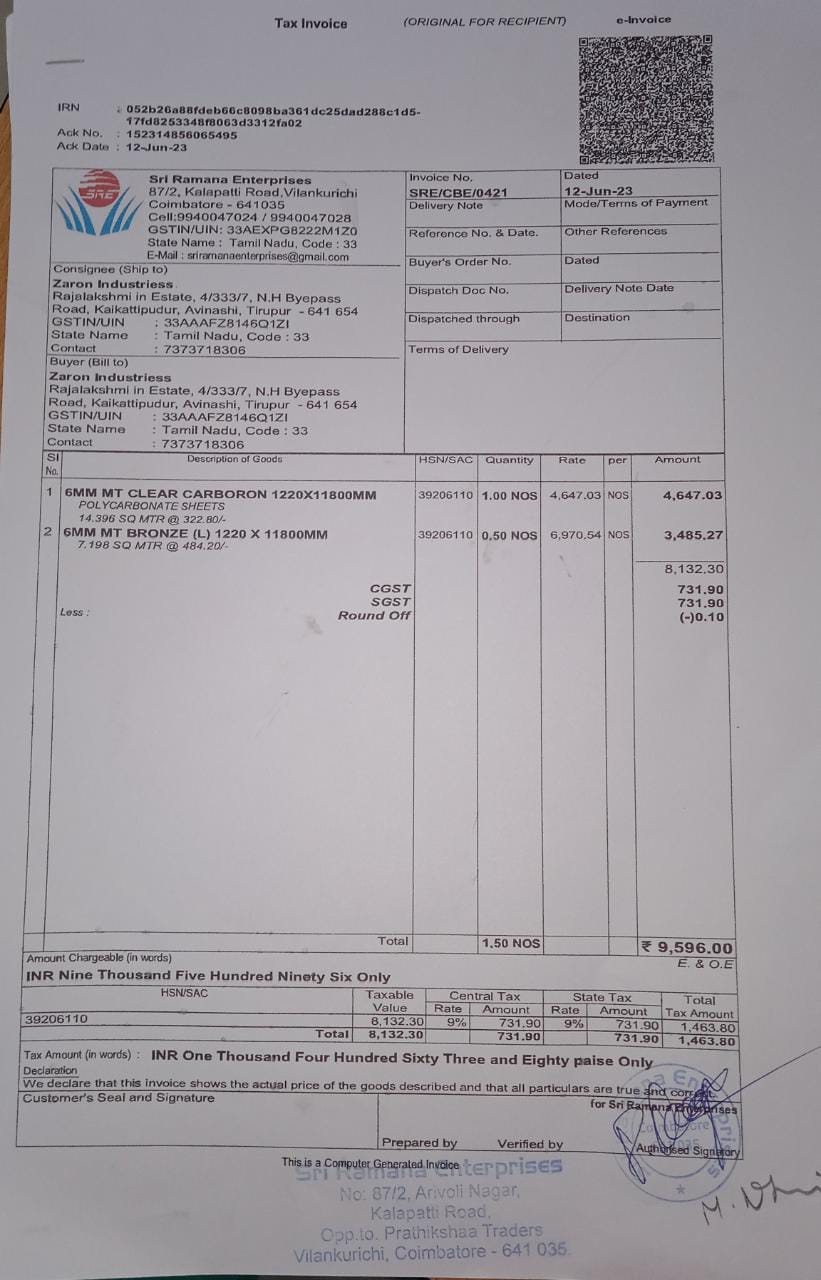 Tax Invoice (ORIGINAL FOR RECIPIENT) e-Invoice
IRN : 052b26a88fdeb66c8098ba361dc25dad288c1d5-
17fd8253348f8063d3312fa02
Ack No. : 152314856065495
Ack Date : 12-Jun-23
SRE
Sri Ramana Enterprises
87/2, Kalapatti Road,Vilankurichi
Coimbatore - 641035
Cell:9940047024 / 9940047028
GSTIN/UIN: 33AEXPG8222M1Z0
State Name : Tamil Nadu, Code : 33
E-Mail : sriramanaenterprises@gmail.com
Invoice No. Dated
SRE/CBE/0421 12-Jun-23
Delivery Note Mode/Terms of Payment
Reference No. & Date. Other References
Buyer's Order No. Dated
Dispatch Doc No. Delivery Note Date
Dispatched through Destination
Terms of Delivery
Consignee (Ship to)
Zaron Industriess
Rajalakshmi in Estate, 4/333/7, N.H Byepass
Road, Kaikattipudur, Avinashi, Tirupur - 641 654
GSTIN/UIN : 33AAAFZ8146Q1ZI
State Name : Tamil Nadu, Code : 33
Contact : 7373718306
Buyer (Bill to)
Zaron Industriess
Rajalakshmi in Estate, 4/333/7, N.H Byepass
Road, Kaikattipudur, Avinashi, Tirupur - 641 654
GSTIN/UIN : 33AAAFZ8146Q1ZI
State Name : Tamil Nadu, Code : 33
Contact : 7373718306
Sl Description of Goods HSN/SAC Quantity Rate per Amount
No.
1 6MM MT CLEAR CARBORON 1220X11800MM 39206110 1.00 NOS 4,647.03 NOS 4,647.03
POLYCARBONATE SHEETS
14.396 SQ MTR @ 322.80/-
2 6MM MT BRONZE (L) 1220 X 11800MM 39206110 0.50 NOS 6,970.54 NOS 3,485.27
7.198 SQ MTR @ 484.20/-
8,132.30
CGST 731.90
SGST 731.90
Less : Round Off (-)0.10
Total 1.50 NOS ₹ 9,596.00
Amount Chargeable (in words) E. & O.E
INR Nine Thousand Five Hundred Ninety Six Only
HSN/SAC Taxable Central Tax State Tax Total
Value Rate Amount Rate Amount Tax Amount
39206110 8,132.30 9% 731.90 9% 731.90 1,463.80
Total 8,132.30 731.90 731.90 1,463.80
Tax Amount (in words) : INR One Thousand Four Hundred Sixty Three and Eighty paise Only
Declaration
We declare that this invoice shows the actual price of the goods described and that all particulars are true and correct.
Customer's Seal and Signature for Sri Ramana Enterprises
Prepared by Verified by Authorised Signatory
This is a Computer Generated Invoice
Sri Ramana Enterprises
No: 87/2, Arivoli Nagar,
Kalapatti Road,
Opp.to. Prathikshaa Traders
Vilankurichi, Coimbatore - 641 035.